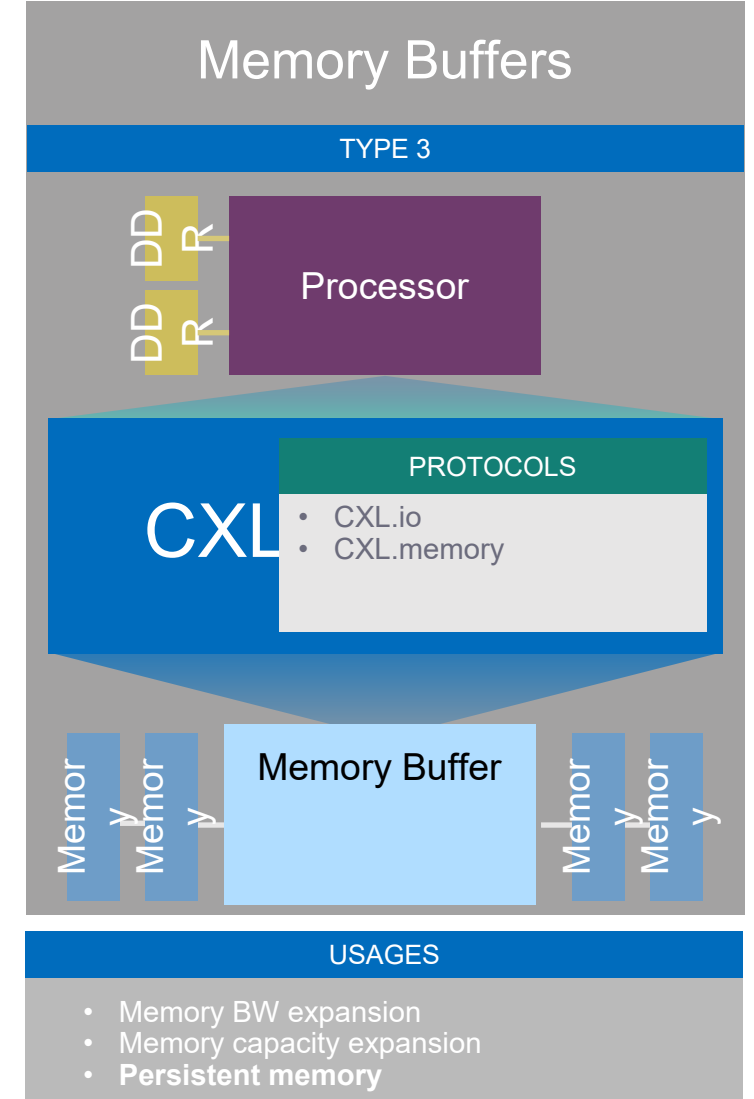 Memory Buffers
TYPE 3
DD
R
DD
R
Processor
PROTOCOLS
CXL
• CXL.io
• CXL.memory
Memory Buffer
Memor
y
Memor
y
Memor
y
Memor
y
USAGES
• Memory BW expansion
• Memory capacity expansion
• Persistent memory